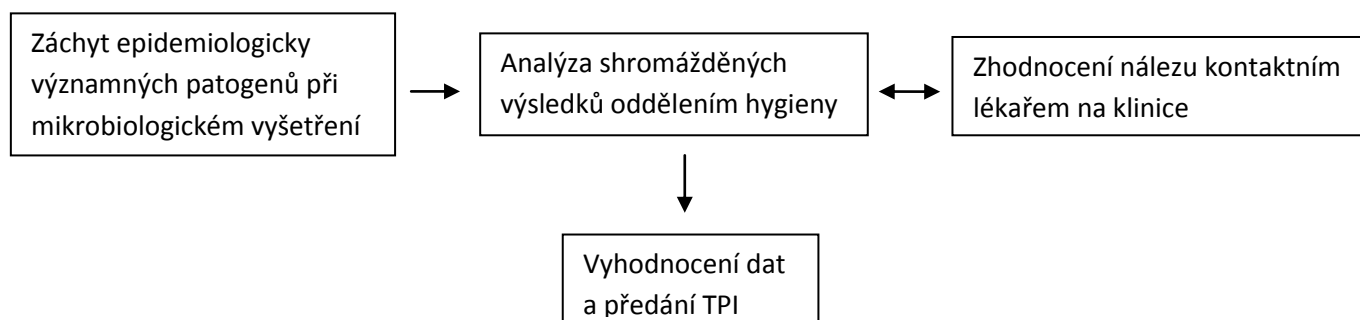 Záchyt epidemiologicky
významných patogenů při
mikrobiologickém vyšetření
Analýza shromážděných
výsledků oddělením hygieny
Zhodnocení nálezu kontaktním
lékařem na klinice
Vyhodnocení dat
a předání TPI